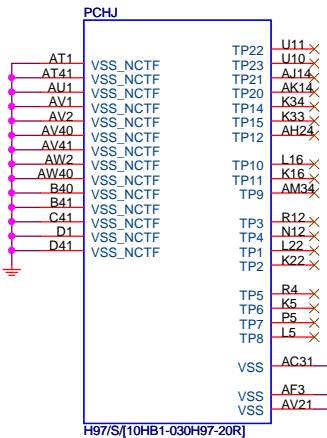 PCHJ
AT1 VSS_NCTF
AT41 VSS_NCTF
AU1 VSS_NCTF
AV1 VSS_NCTF
AV2 VSS_NCTF
AV40 VSS_NCTF
AV41 VSS_NCTF
AW2 VSS_NCTF
AW40 VSS_NCTF
B40 VSS_NCTF
B41 VSS_NCTF
C41 VSS_NCTF
D1 VSS_NCTF
D41 VSS_NCTF
TP22 U11
TP23 U10
TP21 AJ14
TP20 AK14
TP14 K34
TP15 K33
TP12 AH24
TP10 L16
TP11 K16
TP9 AM34
TP3 R12
TP4 N12
TP1 L22
TP2 K22
TP5 R4
TP6 K5
TP7 P5
TP8 L5
VSS AC31
VSS AF3
VSS AV21
H97/S/[10HB1-030H97-20R]